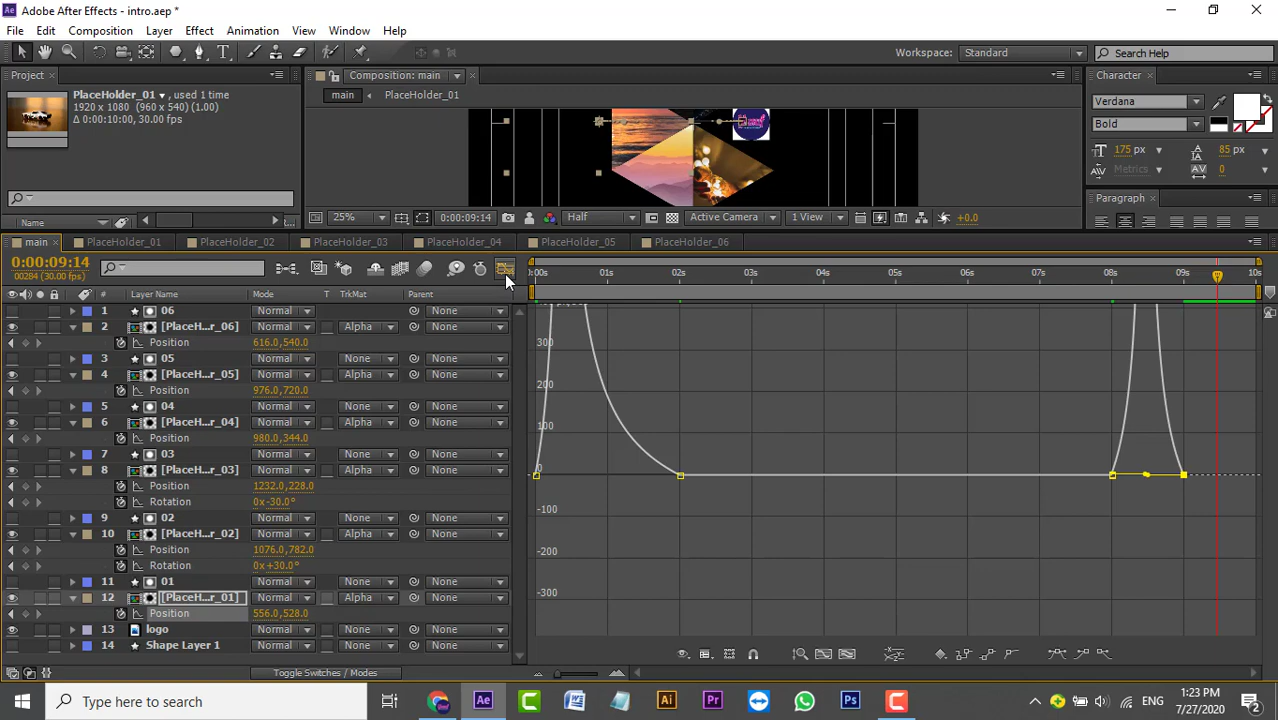 Adobe After Effects - intro.aep *
File Edit Composition Layer Effect Animation View Window Help
Workspace: Standard Search Help
Project
Composition: main
Character
PlaceHolder_01 , used 1 time
1920 x 1080 (960 x 540) (1.00)
Δ 0:00:10:00, 30.00 fps
main PlaceHolder_01
Verdana
Bold
175 px 85 px
Metrics 0
Paragraph
Name
25% 0:00:09:14 Half Active Camera 1 View +0.0
main PlaceHolder_01 PlaceHolder_02 PlaceHolder_03 PlaceHolder_04 PlaceHolder_05 PlaceHolder_06
0:00:09:14
00284 (30.00 fps)
:00s 01s 02s 03s 04s 05s 06s 07s 08s 09s 10s
# Layer Name Mode T TrkMat Parent
1 06 Normal None
2 [PlaceH...r_06] Normal Alpha None
Position 616.0,540.0
3 05 Normal None None
4 [PlaceH...r_05] Normal Alpha None
Position 976.0,720.0
5 04 Normal None None
6 [PlaceH...r_04] Normal Alpha None
Position 980.0,344.0
7 03 Normal None None
8 [PlaceH...r_03] Normal Alpha None
Position 1232.0,228.0
Rotation 0x-30.0°
9 02 Normal None None
10 [PlaceH...r_02] Normal Alpha None
Position 1076.0,782.0
Rotation 0x+30.0°
11 01 Normal None None
12 [PlaceH...r_01] Normal Alpha None
Position 556.0,528.0
13 logo Normal None None
14 Shape Layer 1 Normal None None
300
200
100
0
-100
-200
-300
Toggle Switches / Modes
Type here to search
ENG
1:23 PM
7/27/2020
2